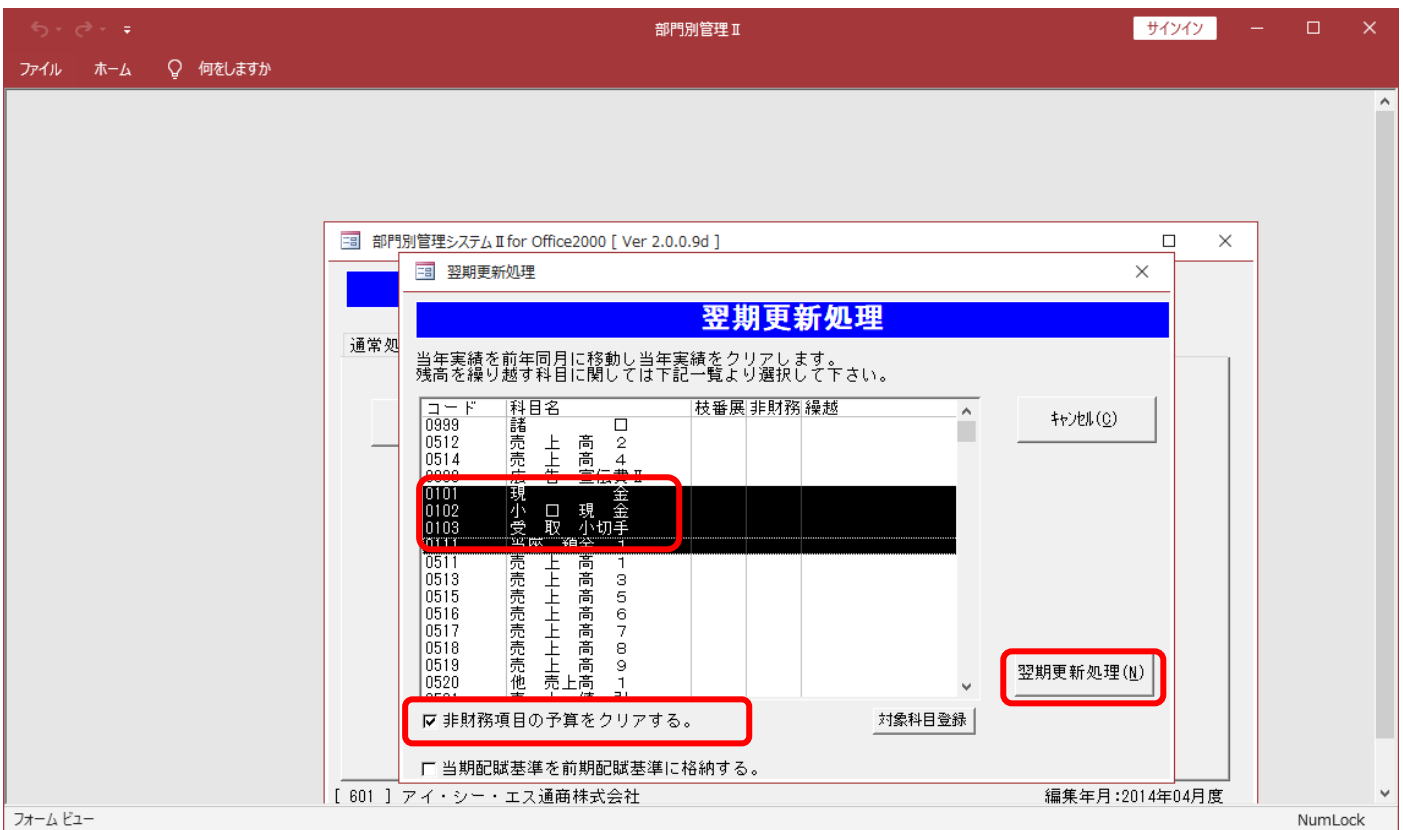 部門別管理Ⅱ
サインイン
ファイル ホーム 何をしますか
部門別管理システムⅡ for Office2000 [ Ver 2.0.0.9d ]
翌期更新処理
翌期更新処理
通常処
当年実績を前年同月に移動し当年実績をクリアします。
残高を繰り越す科目に関しては下記一覧より選択して下さい。
コード 科目名 枝番展 非財務 繰越
0999 諸 口
0512 売 上 高 2
0514 売 上 高 4
広 告 宣伝費Ⅱ
0101 現 金
0102 小 口 現 金
0103 受 取 小切手
0111 当座 預金 1
0511 売 上 高 1
0513 売 上 高 3
0515 売 上 高 5
0516 売 上 高 6
0517 売 上 高 7
0518 売 上 高 8
0519 売 上 高 9
0520 他 売上高 1
キャンセル(C)
翌期更新処理(N)
非財務項目の予算をクリアする。
対象科目登録
当期配賦基準を前期配賦基準に格納する。
[ 601 ] アイ・シー・エス通商株式会社 編集年月:2014年04月度
フォーム ビュー NumLock